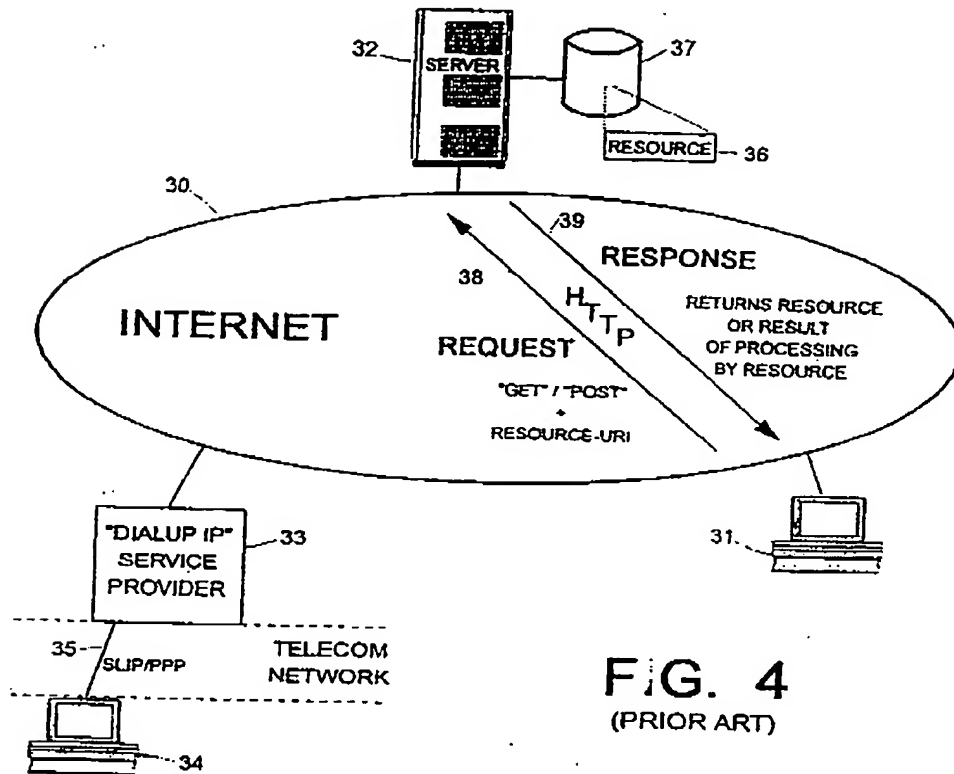 32
SERVER
37
RESOURCE
36
30
39
38
RESPONSE
HTTP
INTERNET
REQUEST
RETURNS RESOURCE
OR RESULT
OF PROCESSING
BY RESOURCE
"GET" / "POST"
+
RESOURCE-URI
"DIALUP IP"
SERVICE
PROVIDER
33
31
35
SLIP/PPP
TELECOM
NETWORK
34
FIG. 4
(PRIOR ART)